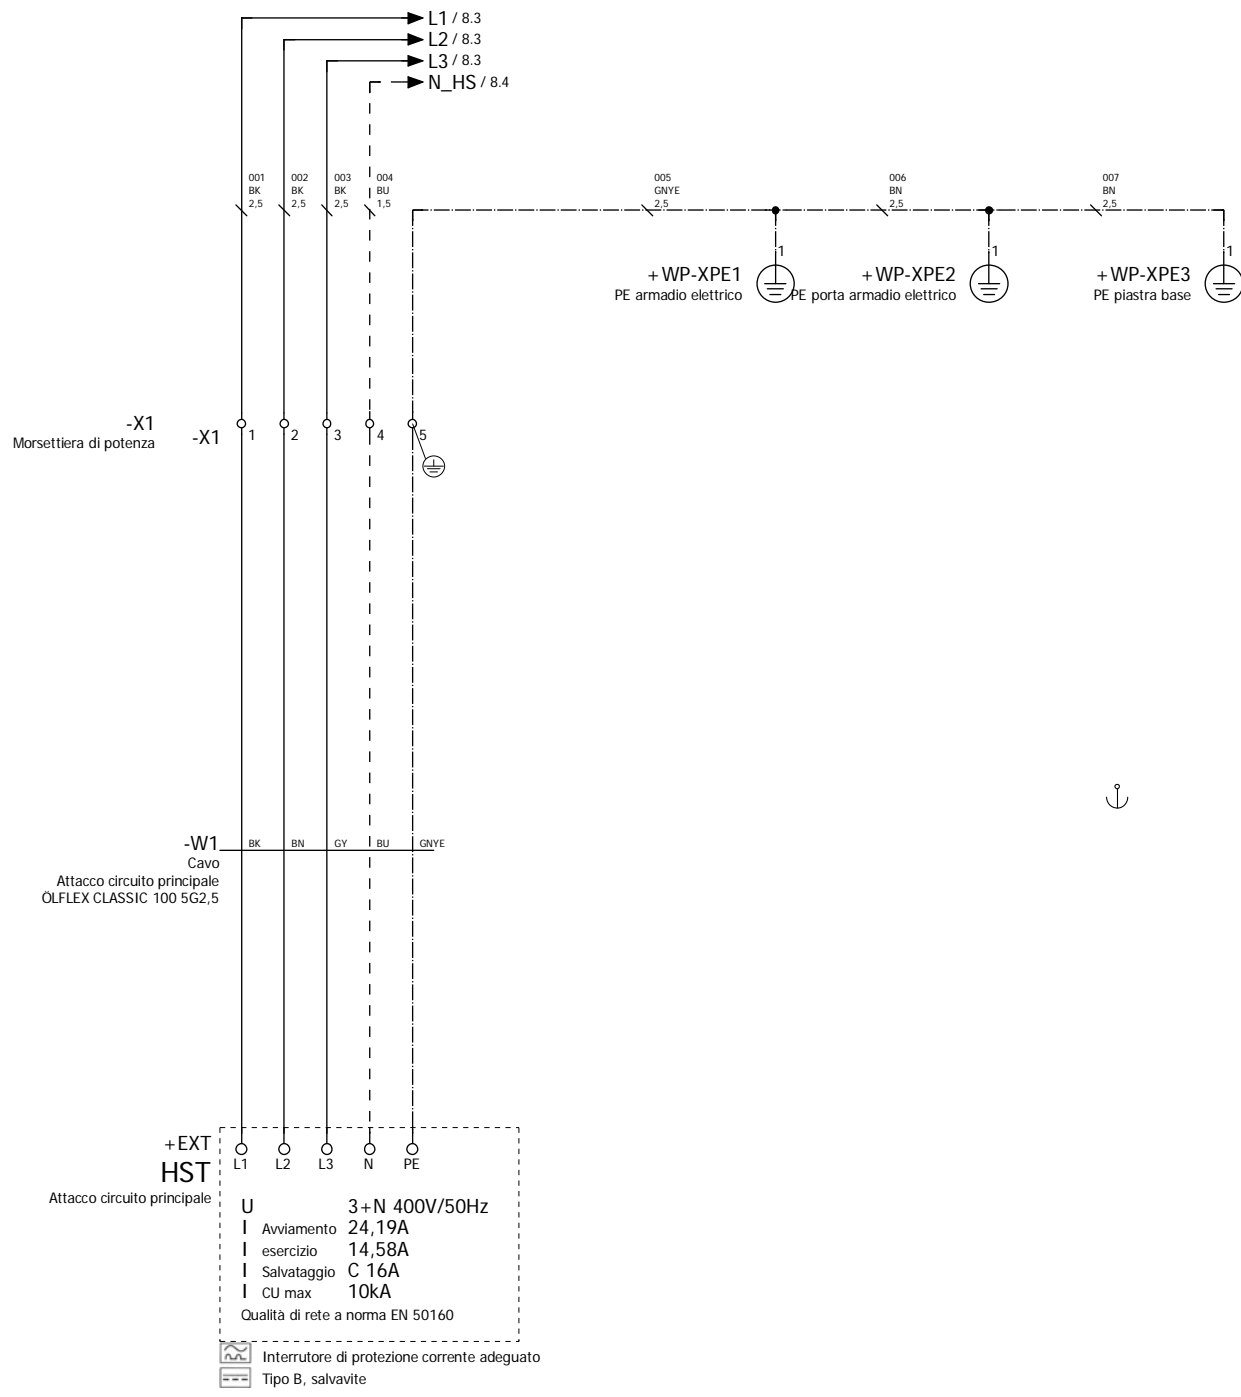 L1 / 8.3
L2 / 8.3
L3 / 8.3
N_HS / 8.4
001 002 003 004 005 006 007
BK BK BK BU GNYE BN BN
2,5 2,5 2,5 1,5 2,5 2,5 2,5
1 1 1
+WP-XPE1 +WP-XPE2 +WP-XPE3
PE armadio elettrico PE porta armadio elettrico PE piastra base
-X1
Morsettiera di potenza
-X1 1 2 3 4 5
-W1 BK BN GY BU GNYE
Cavo
Attacco circuito principale
ÖLFLEX CLASSIC 100 5G2,5
+EXT
HST
Attacco circuito principale
L1 L2 L3 N PE
U 3+N 400V/50Hz
I Avviamento 24,19A
I esercizio 14,58A
I Salvataggio C 16A
I CU max 10kA
Qualità di rete a norma EN 50160
Interrutore di protezione corrente adeguato
Tipo B, salvavite